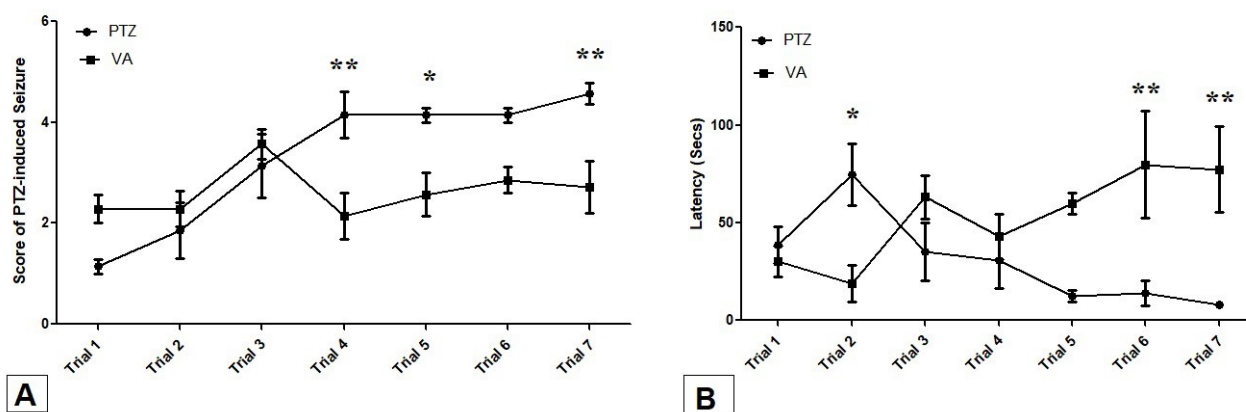 PTZ
VA
Score of PTZ-induced Seizure
6
4
2
0
**
*
**
Trial 1
Trial 2
Trial 3
Trial 4
Trial 5
Trial 6
Trial 7
A
PTZ
VA
Latency (Secs)
150
100
50
0
*
**
**
Trial 1
Trial 2
Trial 3
Trial 4
Trial 5
Trial 6
Trial 7
B